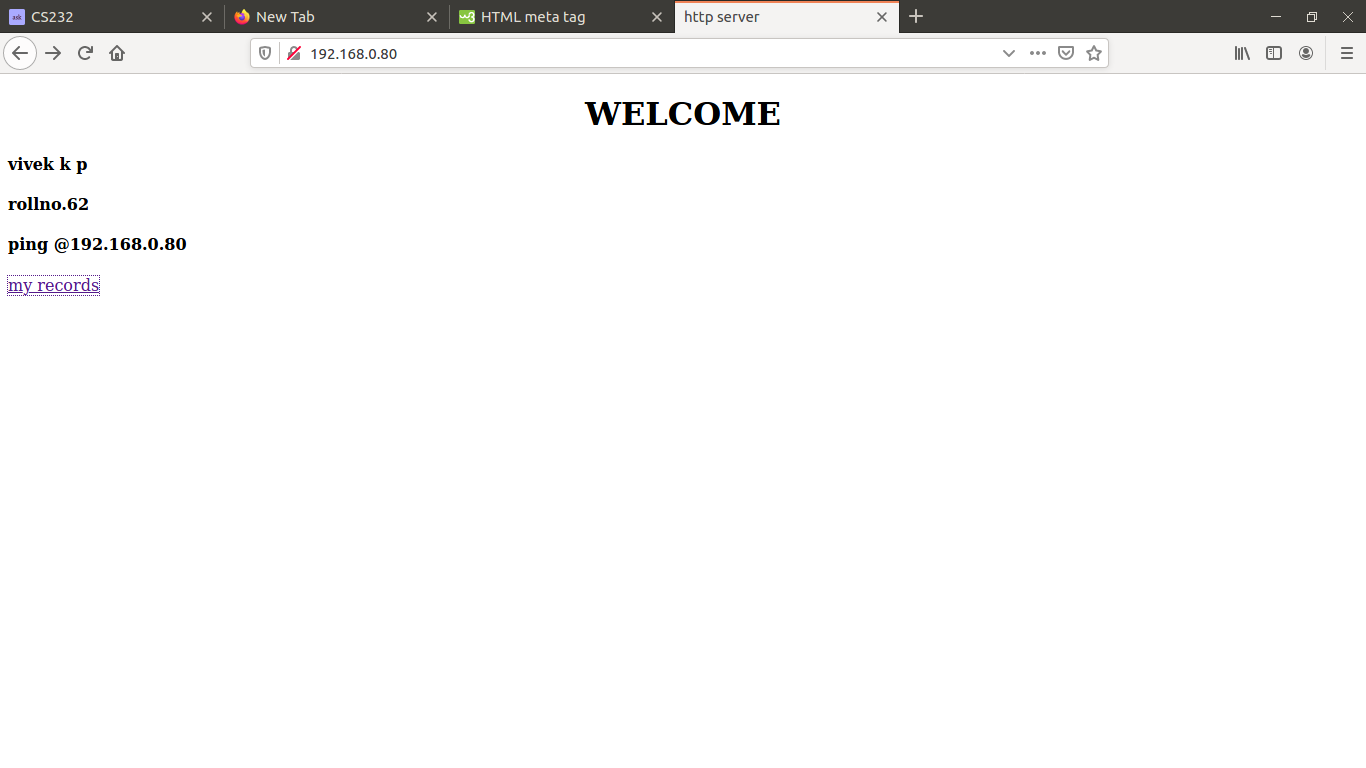 CS232
New Tab
HTML meta tag
http server
192.168.0.80
WELCOME
vivek k p
rollno.62
ping @192.168.0.80
my records